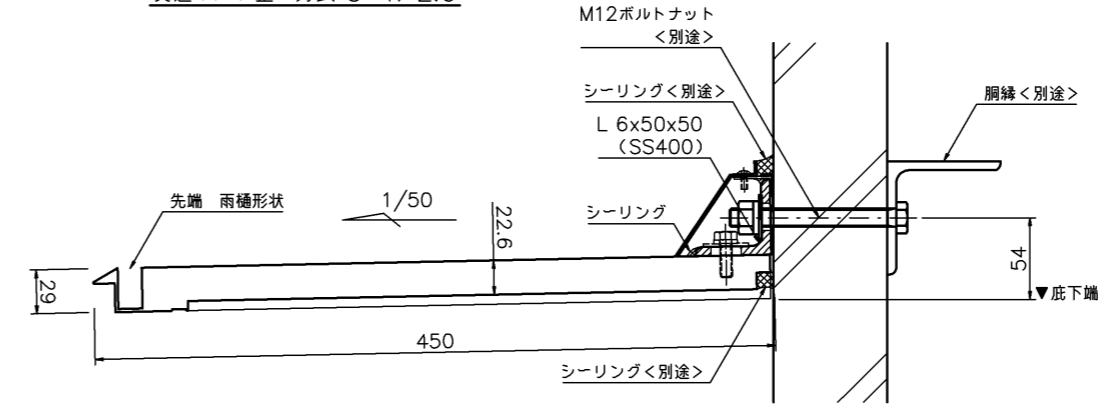 M12ボルトナット
<別途>
シーリング<別途>
胴縁<別途>
L 6x50x50
(SS400)
先端 雨樋形状
1/50
シーリング
22.6
54
29
▼庇下端
450
シーリング<別途>